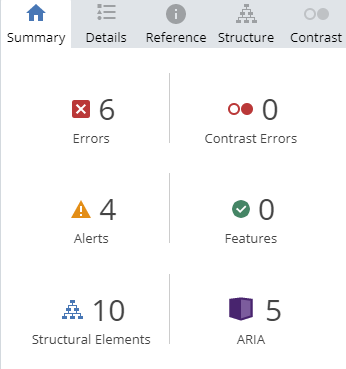 Summary Details Reference Structure Contrast
6 0
Errors Contrast Errors
4 0
Alerts Features
10 5
Structural Elements ARIA